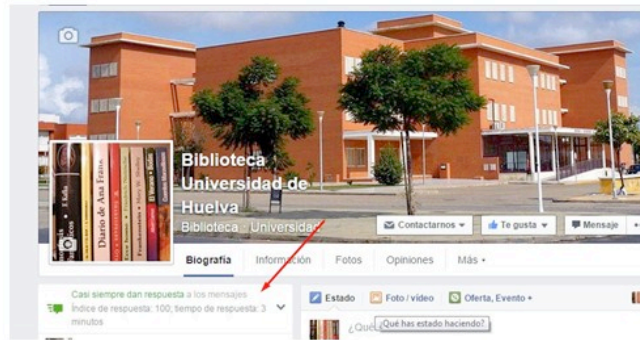 Biblioteca
Universidad de
Huelva
Biblioteca · Universidad
Contactarnos
Te gusta
Mensaje
Diario de Ana Frank
Biografía Información Fotos Opiniones Más
Casi siempre dan respuesta a los mensajes
Índice de respuesta: 100; tiempo de respuesta: 3
minutos
Estado Foto / vídeo Oferta, Evento +
¿Qué
¿Qué has estado haciendo?